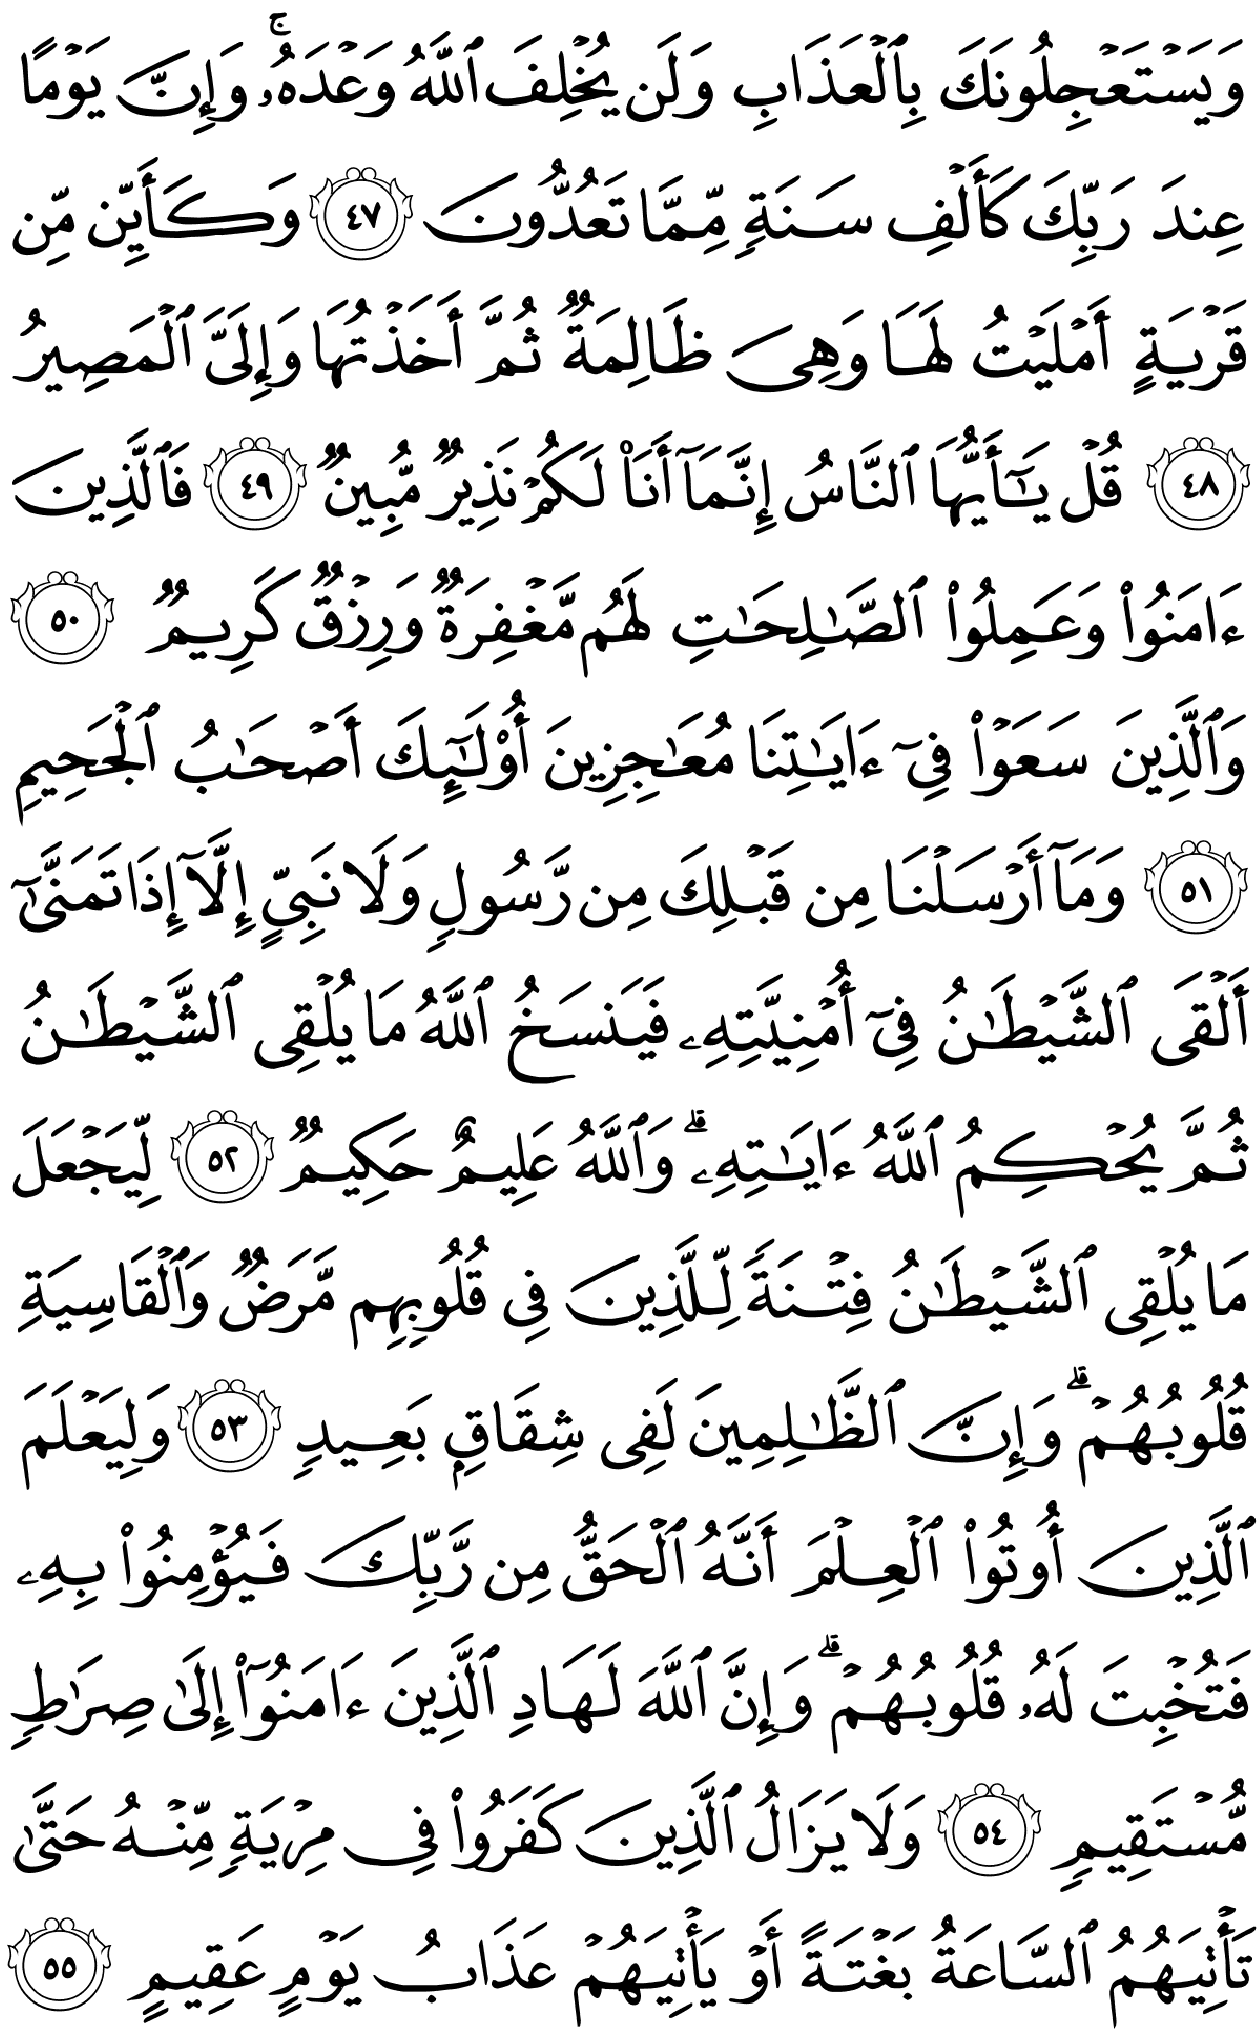 وَيَسۡتَعۡجِلُونَكَ بِٱلۡعَذَابِ وَلَن يُخۡلِفَ ٱللَّهُ وَعۡدَهُۥۚ وَإِنَّ يَوۡمًا
عِندَ رَبِّكَ كَأَلۡفِ سَنَةٖ مِّمَّا تَعُدُّونَ ٤٧ وَكَأَيِّن مِّن
قَرۡيَةٍ أَمۡلَيۡتُ لَهَا وَهِيَ ظَالِمَةٞ ثُمَّ أَخَذۡتُهَا وَإِلَيَّ ٱلۡمَصِيرُ
٤٨ قُلۡ يَٰٓأَيُّهَا ٱلنَّاسُ إِنَّمَآ أَنَا۠ لَكُمۡ نَذِيرٞ مُّبِينٞ ٤٩ فَٱلَّذِينَ
ءَامَنُواْ وَعَمِلُواْ ٱلصَّٰلِحَٰتِ لَهُم مَّغۡفِرَةٞ وَرِزۡقٞ كَرِيمٞ ٥٠
وَٱلَّذِينَ سَعَوۡاْ فِيٓ ءَايَٰتِنَا مُعَٰجِزِينَ أُوْلَٰٓئِكَ أَصۡحَٰبُ ٱلۡجَحِيمِ
٥١ وَمَآ أَرۡسَلۡنَا مِن قَبۡلِكَ مِن رَّسُولٖ وَلَا نَبِيٍّ إِلَّآ إِذَا تَمَنَّىٰٓ
أَلۡقَى ٱلشَّيۡطَٰنُ فِيٓ أُمۡنِيَّتِهِۦ فَيَنسَخُ ٱللَّهُ مَا يُلۡقِي ٱلشَّيۡطَٰنُ
ثُمَّ يُحۡكِمُ ٱللَّهُ ءَايَٰتِهِۦۗ وَٱللَّهُ عَلِيمٌ حَكِيمٞ ٥٢ لِّيَجۡعَلَ
مَا يُلۡقِي ٱلشَّيۡطَٰنُ فِتۡنَةٗ لِّلَّذِينَ فِي قُلُوبِهِم مَّرَضٞ وَٱلۡقَاسِيَةِ
قُلُوبُهُمۡۗ وَإِنَّ ٱلظَّٰلِمِينَ لَفِي شِقَاقِۭ بَعِيدٖ ٥٣ وَلِيَعۡلَمَ
ٱلَّذِينَ أُوتُواْ ٱلۡعِلۡمَ أَنَّهُ ٱلۡحَقُّ مِن رَّبِّكَ فَيُؤۡمِنُواْ بِهِۦ
فَتُخۡبِتَ لَهُۥ قُلُوبُهُمۡۗ وَإِنَّ ٱللَّهَ لَهَادِ ٱلَّذِينَ ءَامَنُوٓاْ إِلَىٰ صِرَٰطٖ
مُّسۡتَقِيمٖ ٥٤ وَلَا يَزَالُ ٱلَّذِينَ كَفَرُواْ فِي مِرۡيَةٖ مِّنۡهُ حَتَّىٰ
تَأۡتِيَهُمُ ٱلسَّاعَةُ بَغۡتَةً أَوۡ يَأۡتِيَهُمۡ عَذَابُ يَوۡمٍ عَقِيمٍ ٥٥